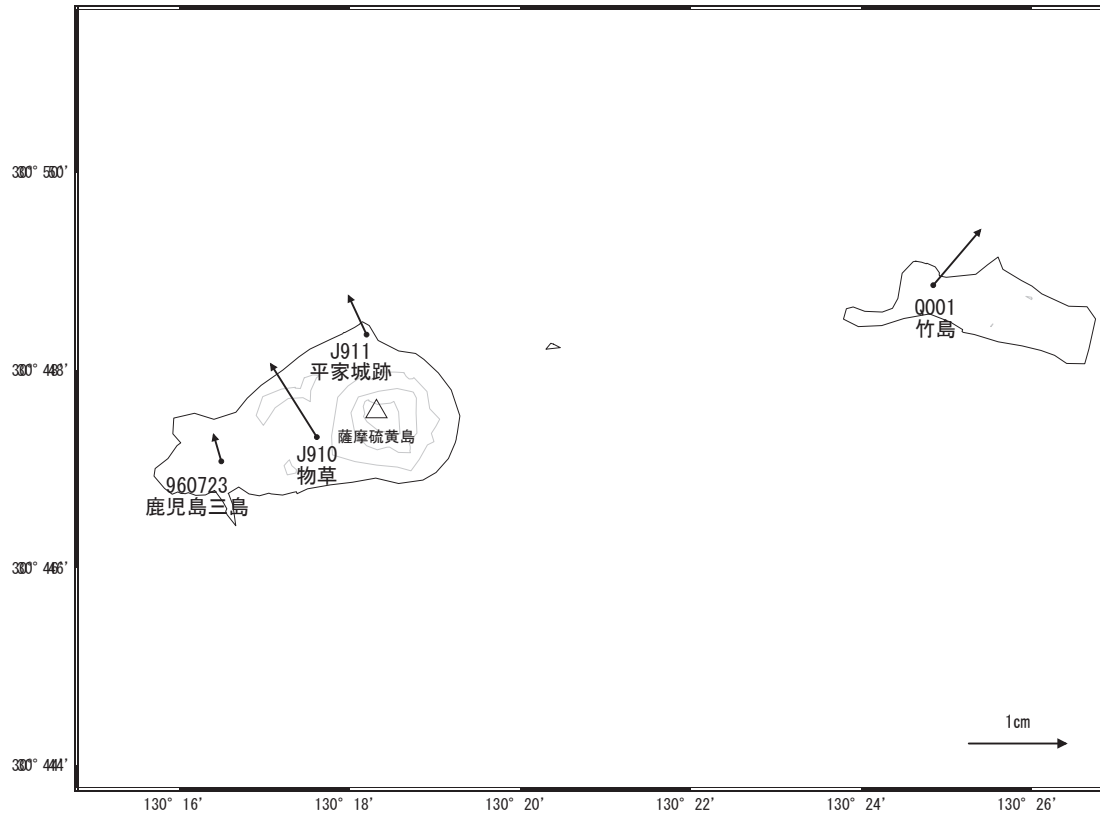 30° 50'
Q001
竹島
J911
30° 48'
平家城跡
薩摩硫黄島
J910
物草
960723
鹿児島三島
30° 46'
1cm
30° 44'
130° 16'
130° 18'
130° 20'
130° 22'
130° 24'
130° 26'